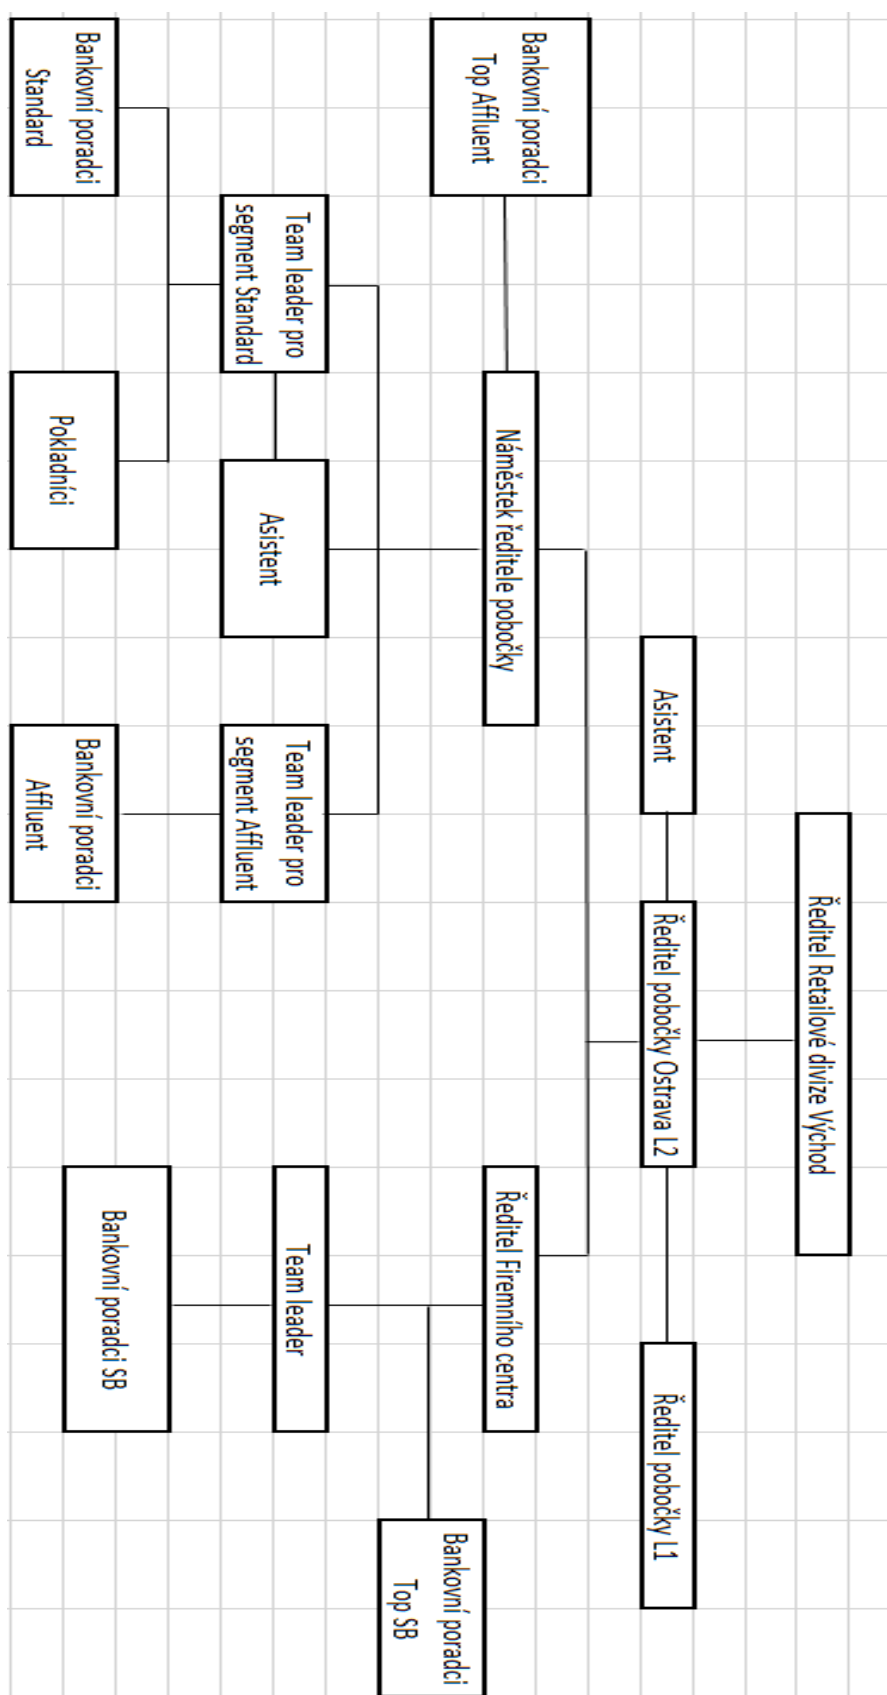 Ředitel Retailové divize Východ
Asistent
Ředitel pobočky Ostrava L2
Ředitel pobočky L1
Bankovní poradci
Top Affluent
Náměstek ředitele pobočky
Ředitel Firemního centra
Bankovní poradci
Top SB
Team leader pro
segment Standard
Asistent
Team leader pro
segment Affluent
Team leader
Bankovní poradci
Standard
Pokladníci
Bankovní poradci
Affluent
Bankovní poradci SB